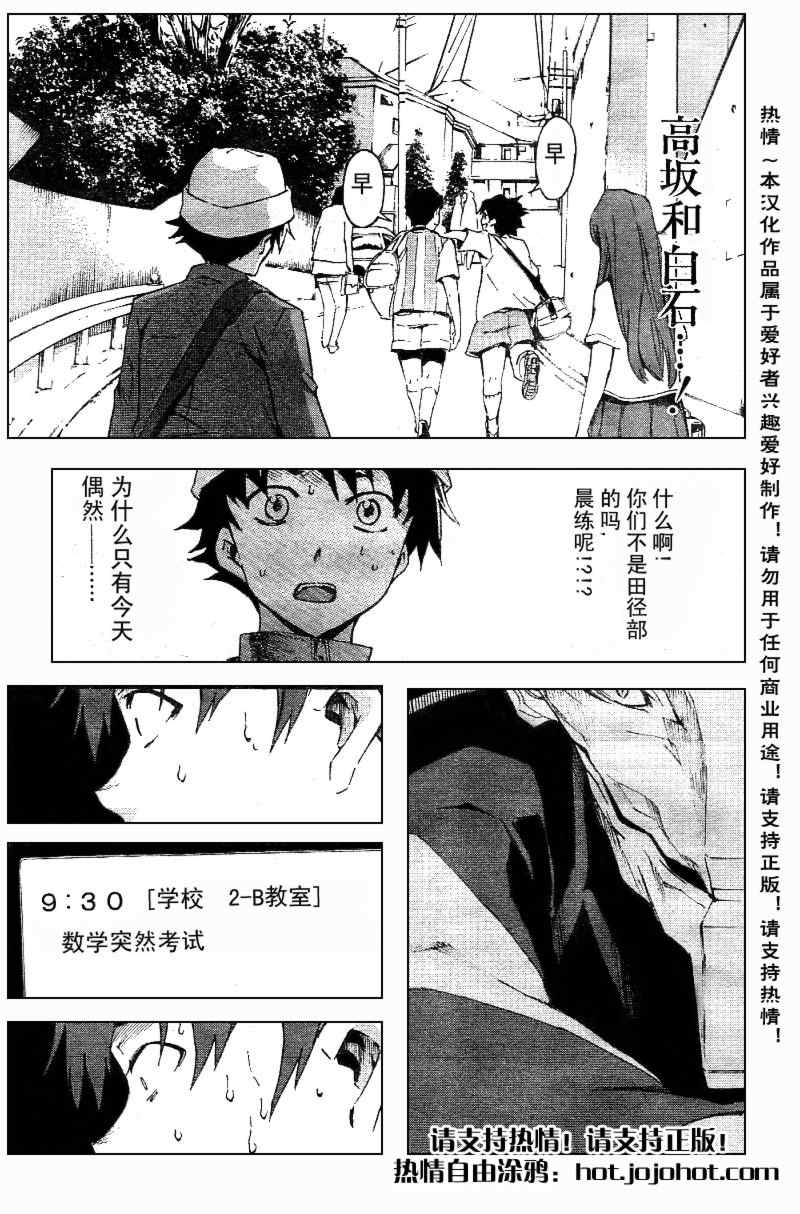 高坂和白石……！
早
早
什么啊!
你们不是田径部
的吗,
晨练呢!?!?
为什么只有今天
偶然——……
9:30 [学校 2-B教室]
数学突然考试
热情~本汉化作品属于爱好者兴趣爱好制作！请勿用于任何商业用途！请支持正版！请支持热情！
请支持热情！请支持正版！
热情自由涂鸦：hot.jojohot.com